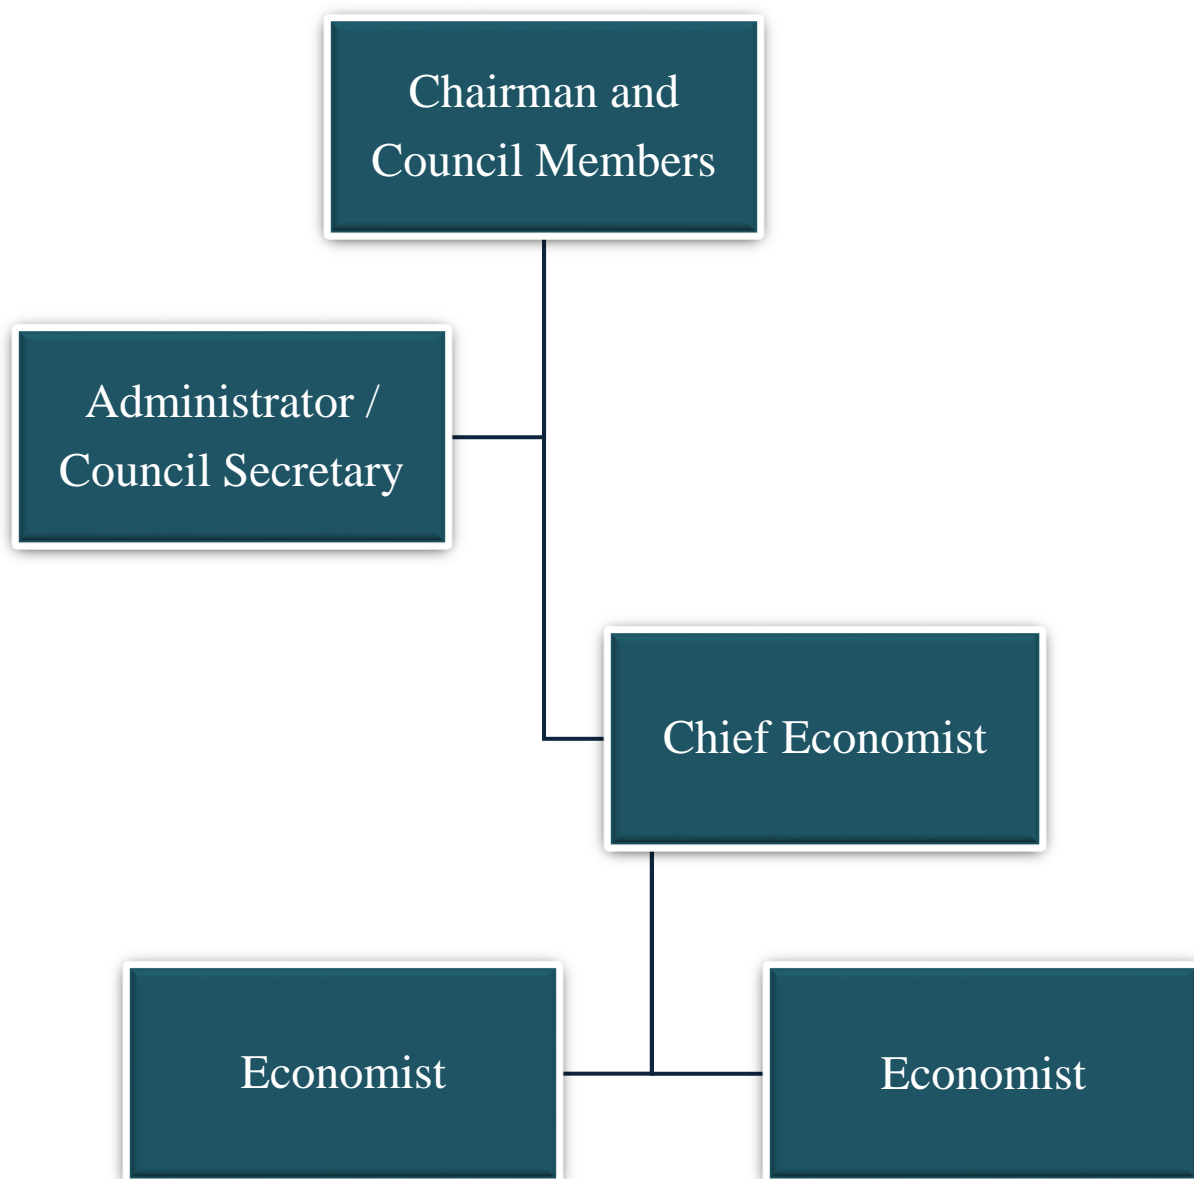 Chairman and
Council Members
Administrator /
Council Secretary
Chief Economist
Economist
Economist